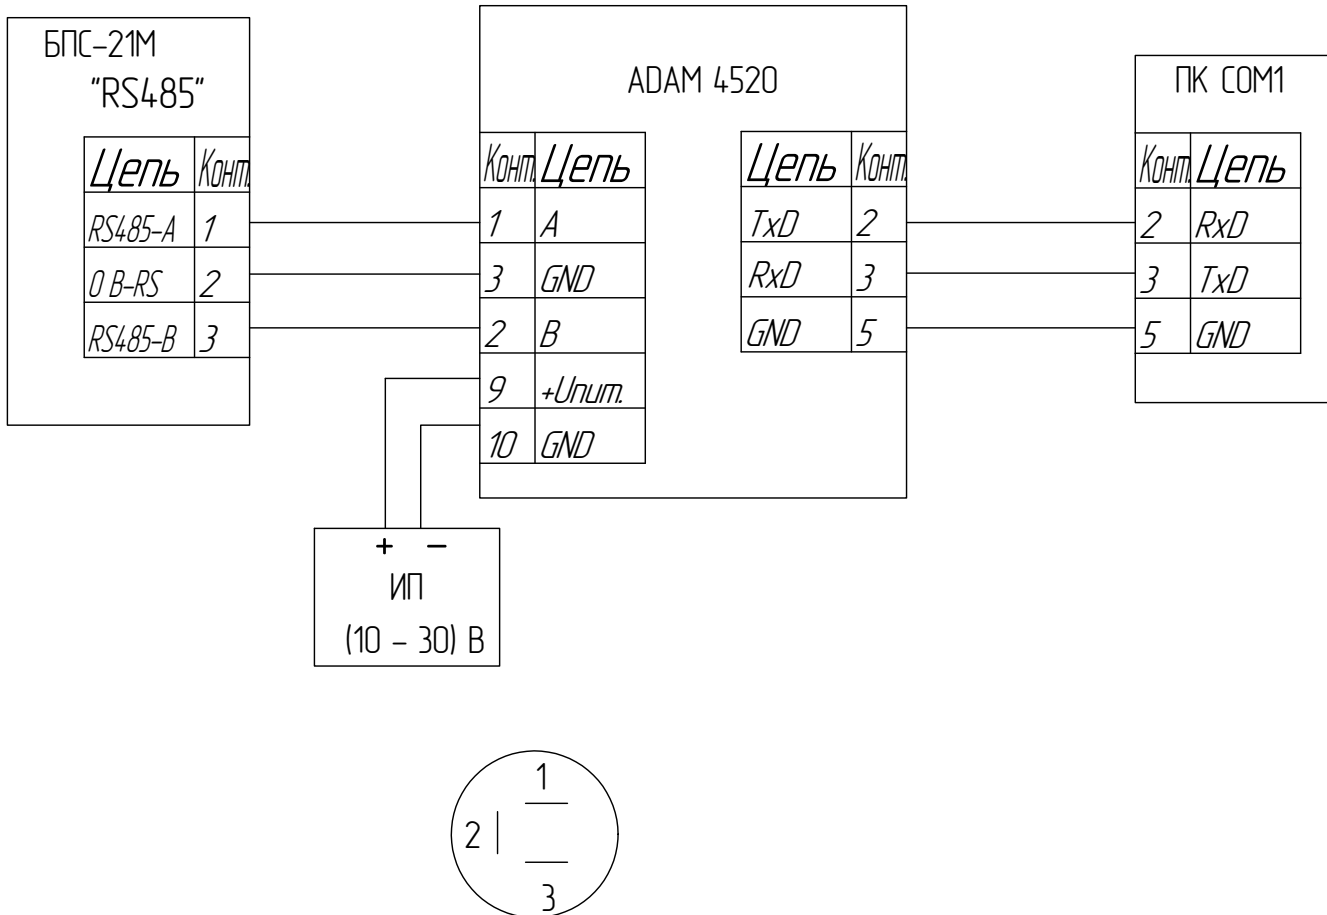 БПС-21М
"RS485"
Цепь Конт.
RS485-A 1
0 В-RS 2
RS485-B 3
ADAM 4520
Конт. Цепь
1 A
3 GND
2 B
9 +Uпит.
10 GND
Цепь Конт.
TxD 2
RxD 3
GND 5
ПК COM1
Конт. Цепь
2 RxD
3 TxD
5 GND
+ –
ИП
(10 – 30) В
1
2
3